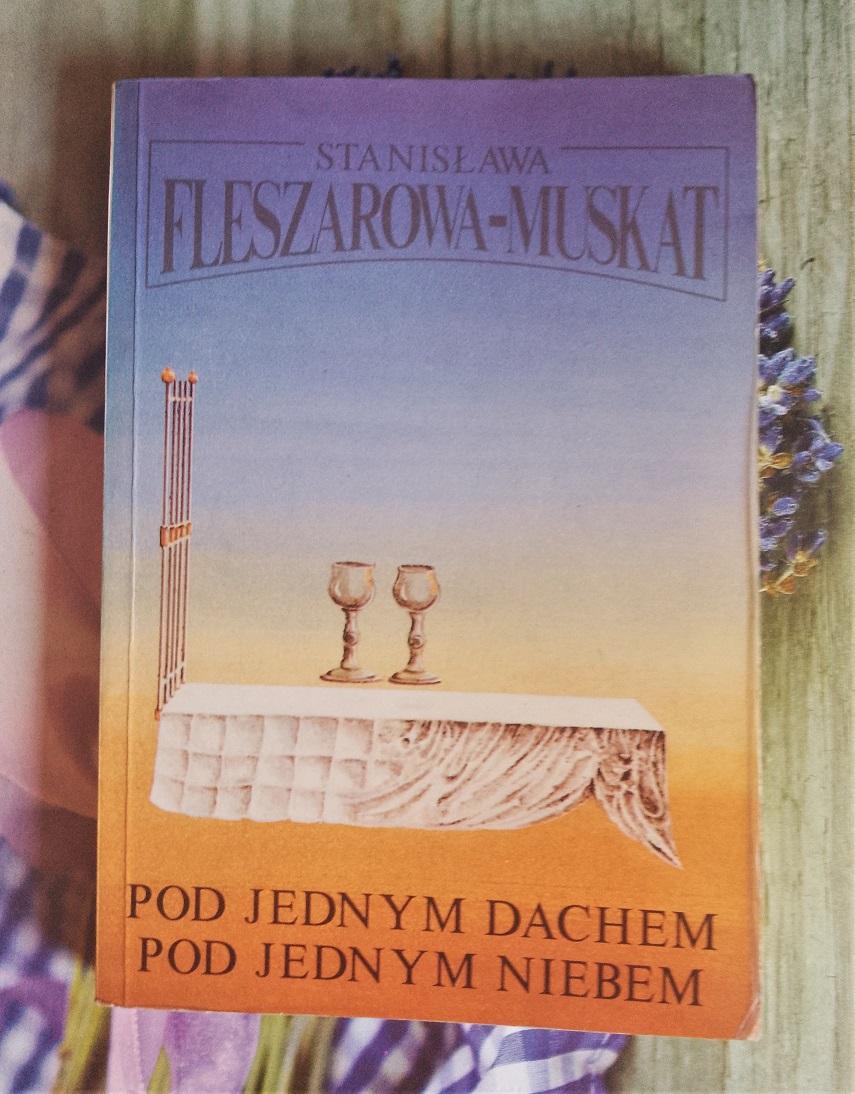 STANISŁAWA
FLESZAROWA-MUSKAT
POD JEDNYM DACHEM
POD JEDNYM NIEBEM